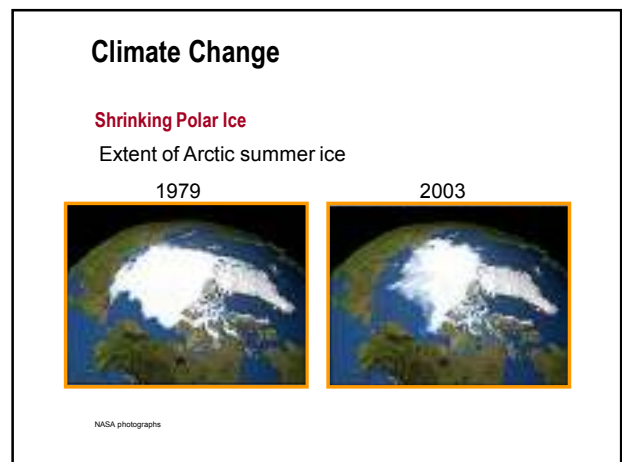 Climate Change
Shrinking Polar Ice
Extent of Arctic summer ice
1979 2003
NASA photographs